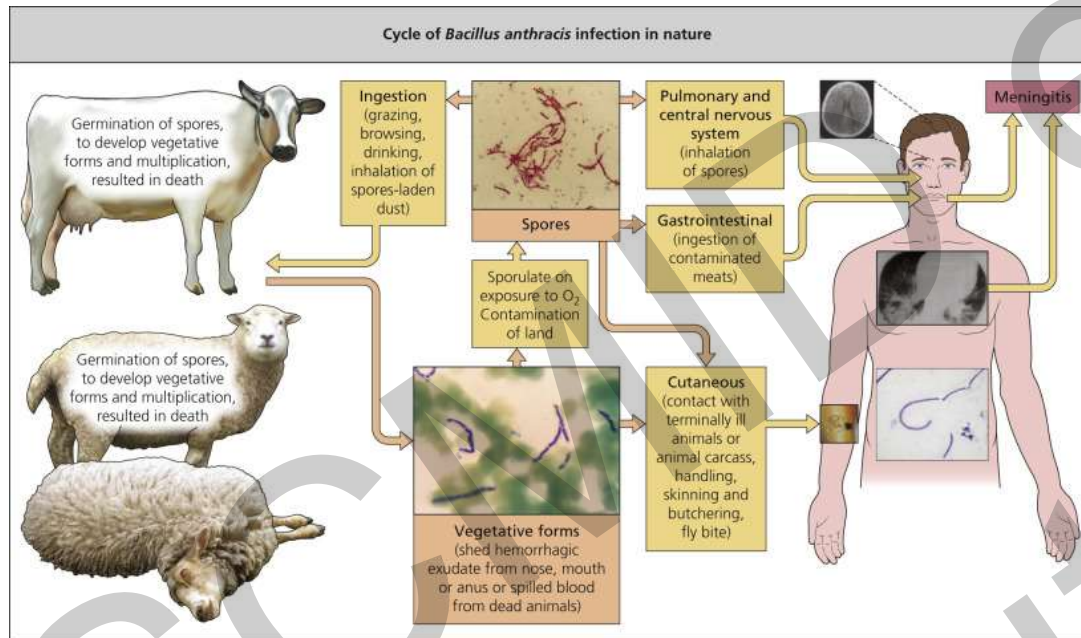 Cycle of Bacillus anthracis infection in nature
Germination of spores,
to develop vegetative
forms and multiplication,
resulted in death
Ingestion
(grazing,
browsing,
drinking,
inhalation of
spores-laden
dust)
Spores
Pulmonary and
central nervous
system
(inhalation
of spores)
Meningitis
Gastrointestinal
(ingestion of
contaminated
meats)
Sporulate on
exposure to O₂
Contamination
of land
Germination of spores,
to develop vegetative
forms and multiplication,
resulted in death
Vegetative forms
(shed hemorrhagic
exudate from nose, mouth
or anus or spilled blood
from dead animals)
Cutaneous
(contact with
terminally ill
animals or
animal carcass,
handling,
skinning and
butchering,
fly bite)